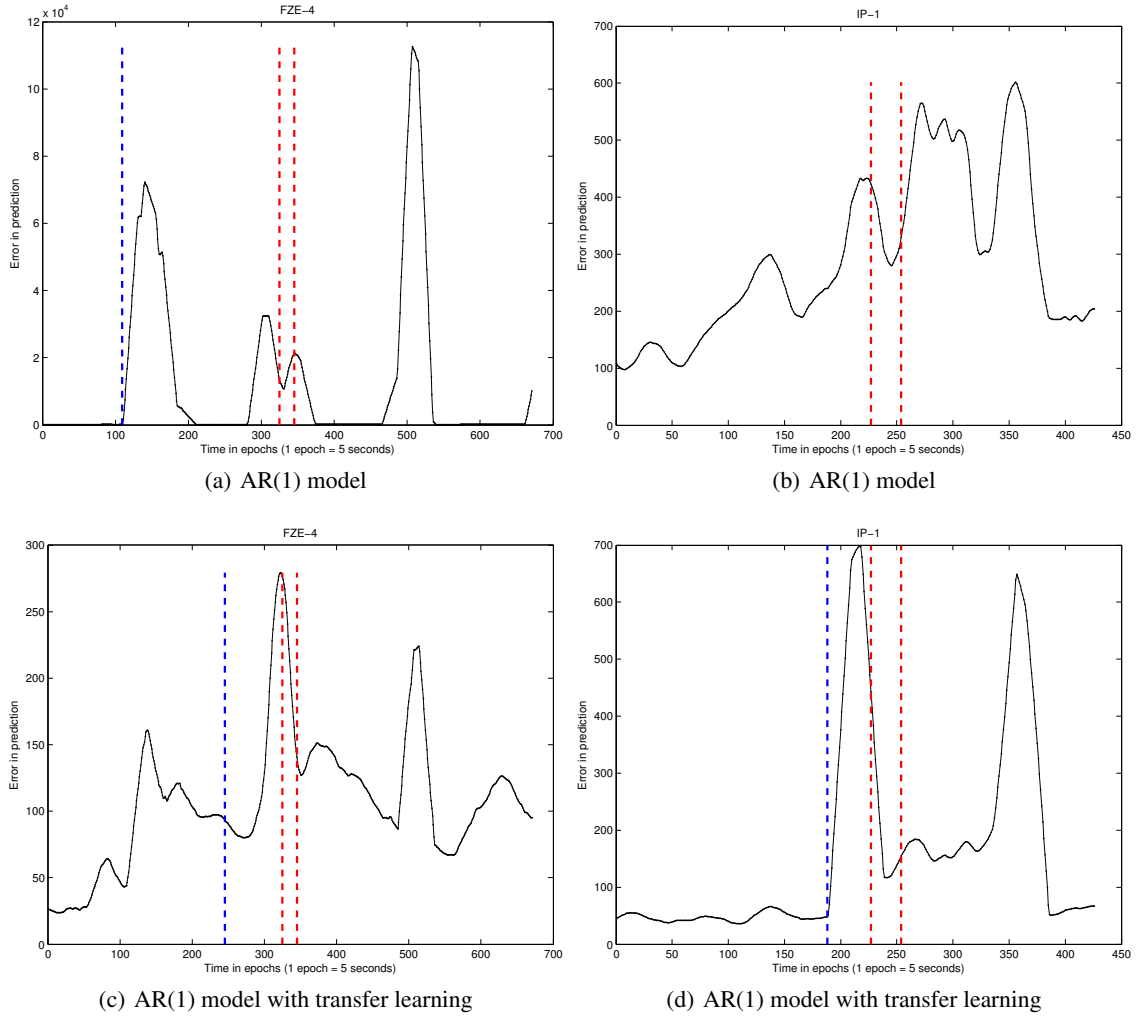 FZE−4
x 10⁴
12
10
8
6
4
2
0
Error in prediction
0 100 200 300 400 500 600 700
Time in epochs (1 epoch = 5 seconds)
(a) AR(1) model
IP−1
700
600
500
400
300
200
100
0
Error in prediction
0 50 100 150 200 250 300 350 400 450
Time in epochs (1 epoch = 5 seconds)
(b) AR(1) model
FZE−4
300
250
200
150
100
50
0
Error in prediction
0 100 200 300 400 500 600 700
Time in epochs (1 epoch = 5 seconds)
(c) AR(1) model with transfer learning
IP−1
700
600
500
400
300
200
100
0
Error in prediction
0 50 100 150 200 250 300 350 400 450
Time in epochs (1 epoch = 5 seconds)
(d) AR(1) model with transfer learning